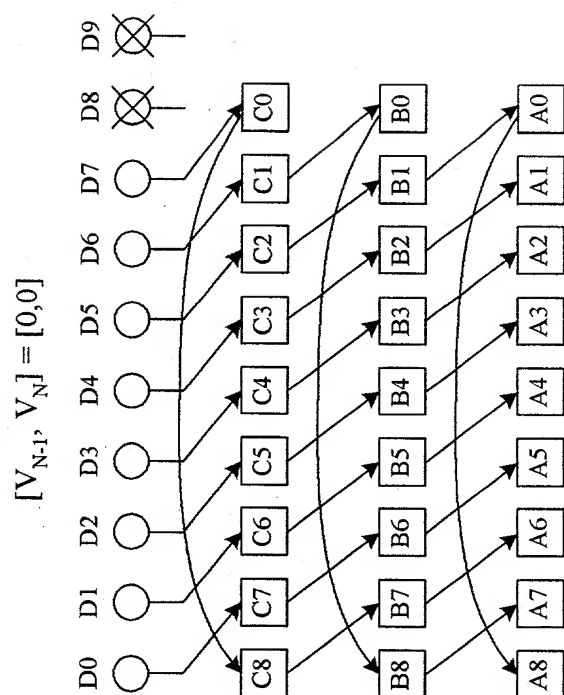 [V_{N-1}, V_N] = [0,0]
D0 D1 D2 D3 D4 D5 D6 D7 D8 D9
C8 C7 C6 C5 C4 C3 C2 C1 C0
B8 B7 B6 B5 B4 B3 B2 B1 B0
A8 A7 A6 A5 A4 A3 A2 A1 A0